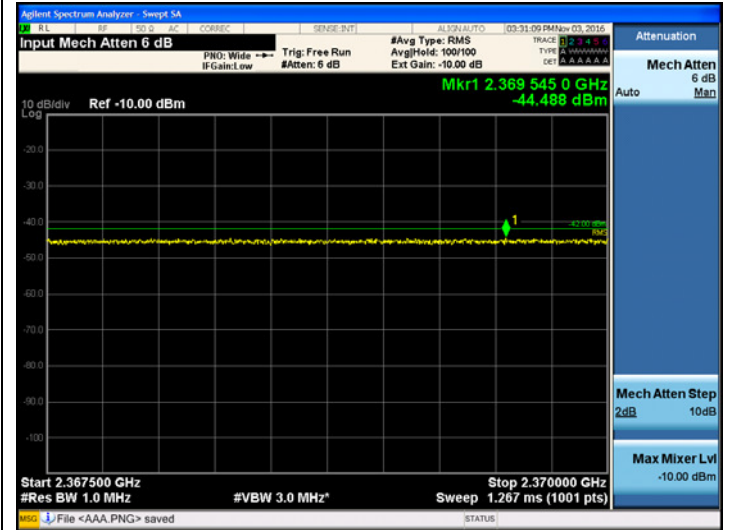 Agilent Spectrum Analyzer - Swept SA
RL RF 50 Ω AC CORREC SENSE:INT ALIGN AUTO 03:31:09 PM Nov 03, 2016
Input Mech Atten 6 dB
PNO: Wide
IFGain:Low
Trig: Free Run
#Atten: 6 dB
#Avg Type: RMS
Avg|Hold: 100/100
Ext Gain: -10.00 dB
TRACE 1 2 3 4 5 6
TYPE A WWWWW
DET A A A A A A
Mkr1 2.369 545 0 GHz
-44.488 dBm
10 dB/div Ref -10.00 dBm
Log
-20.0
-30.0
-40.0
-50.0
-60.0
-70.0
-80.0
-90.0
-100
1
-42.00 dBm
RMS
Start 2.367500 GHz Stop 2.370000 GHz
#Res BW 1.0 MHz #VBW 3.0 MHz* Sweep 1.267 ms (1001 pts)
MSG File <AAA.PNG> saved STATUS
Attenuation
Mech Atten
6 dB
Auto Man
Mech Atten Step
2dB 10dB
Max Mixer Lvl
-10.00 dBm